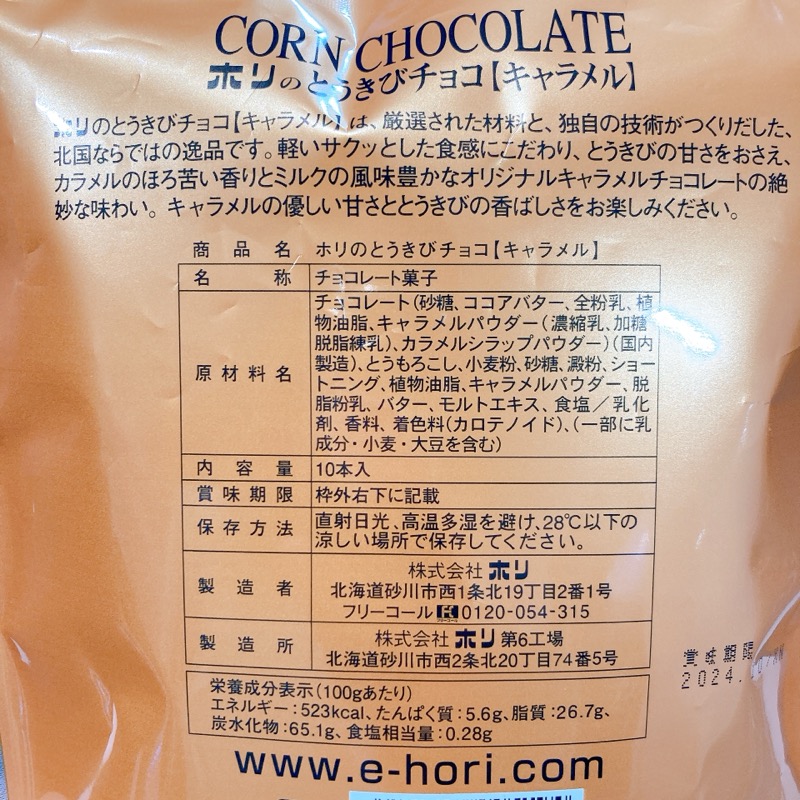 CORN CHOCOLATE
ホリのとうきびチョコ【キャラメル】
ホリのとうきびチョコ【キャラメル】は、厳選された材料と、独自の技術がつくりだした、
北国ならではの逸品です。軽いサクッとした食感にこだわり、とうきびの甘さをおさえ、
カラメルのほろ苦い香りとミルクの風味豊かなオリジナルキャラメルチョコレートの絶
妙な味わい。キャラメルの優しい甘さととうきびの香ばしさをお楽しみください。
商品名 ホリのとうきびチョコ【キャラメル】
名称 チョコレート菓子
原材料名 チョコレート(砂糖、ココアバター、全粉乳、植
物油脂、キャラメルパウダー(濃縮乳、加糖
脱脂練乳)、カラメルシラップパウダー)(国内
製造)、とうもろこし、小麦粉、砂糖、澱粉、ショー
トニング、植物油脂、キャラメルパウダー、脱
脂粉乳、バター、モルトエキス、食塩/乳化
剤、香料、着色料(カロテノイド)、(一部に乳
成分・小麦・大豆を含む)
内容量 10本入
賞味期限 枠外右下に記載
保存方法 直射日光、高温多湿を避け、28℃以下の
涼しい場所で保存してください。
製造者 株式会社 ホリ
北海道砂川市西1条北19丁目2番1号
フリーコール 0120-054-315
製造所 株式会社 ホリ 第6工場
北海道砂川市西2条北20丁目74番5号
賞味期限
2024.
栄養成分表示(100gあたり)
エネルギー:523kcal、たんぱく質:5.6g、脂質:26.7g、
炭水化物:65.1g、食塩相当量:0.28g
www.e-hori.com